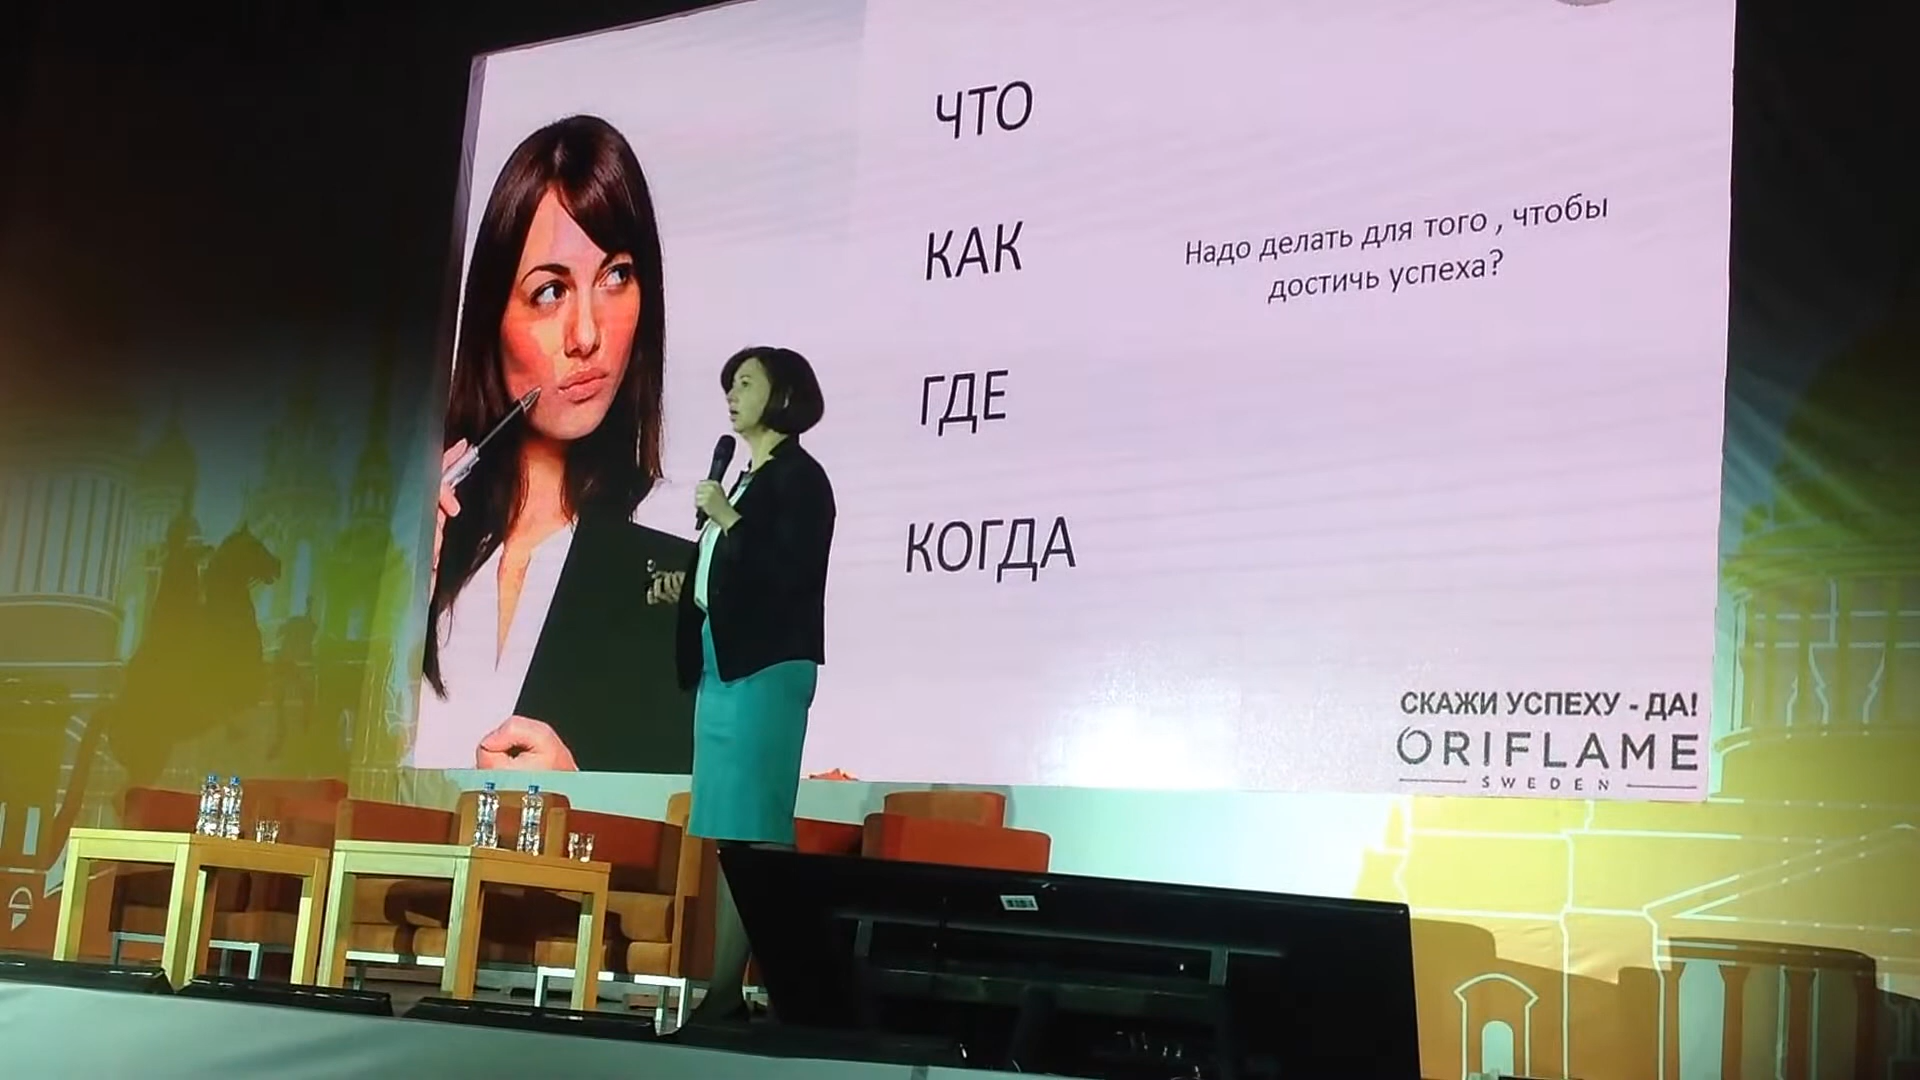 ЧТО
КАК
Надо делать для того , чтобы
достичь успеха?
ГДЕ
КОГДА
СКАЖИ УСПЕХУ - ДА!
ORIFLAME
SWEDEN